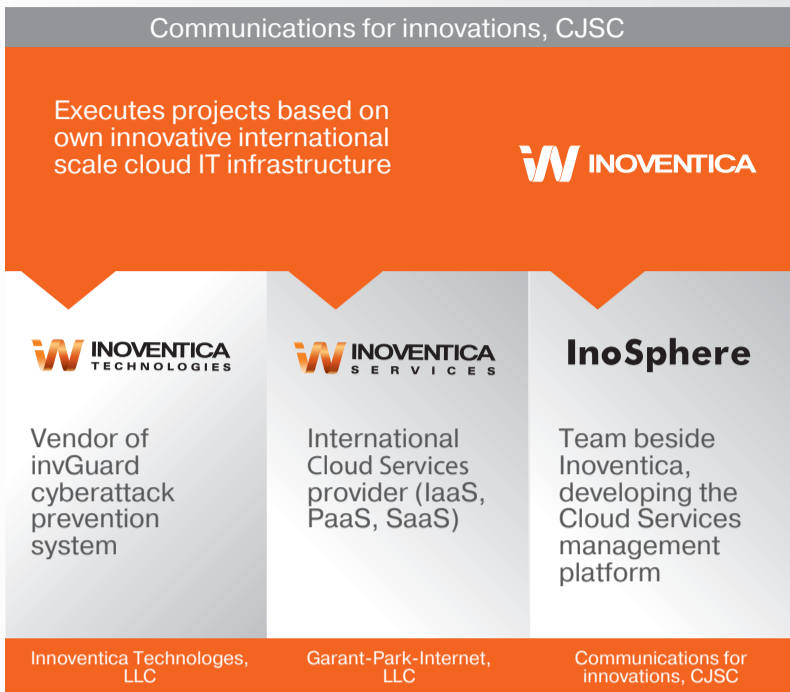 Communications for innovations, CJSC
Executes projects based on
own innovative international
scale cloud IT infrastructure
INOVENTICA
INOVENTICA
TECHNOLOGIES
Vendor of
invGuard
cyberattack
prevention
system
INOVENTICA
SERVICES
International
Cloud Services
provider (IaaS,
PaaS, SaaS)
InoSphere
Team beside
Inoventica,
developing the
Cloud Services
management
platform
Innoventica Technologes,
LLC
Garant-Park-Internet,
LLC
Communications for
innovations, CJSC